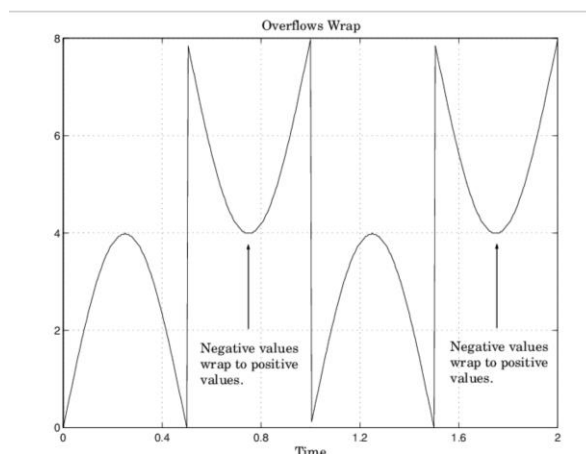 Overflows Wrap
8
6
4
2
0
Negative values
wrap to positive
values.
Negative values
wrap to positive
values.
0 0.4 0.8 1.2 1.6 2
Time